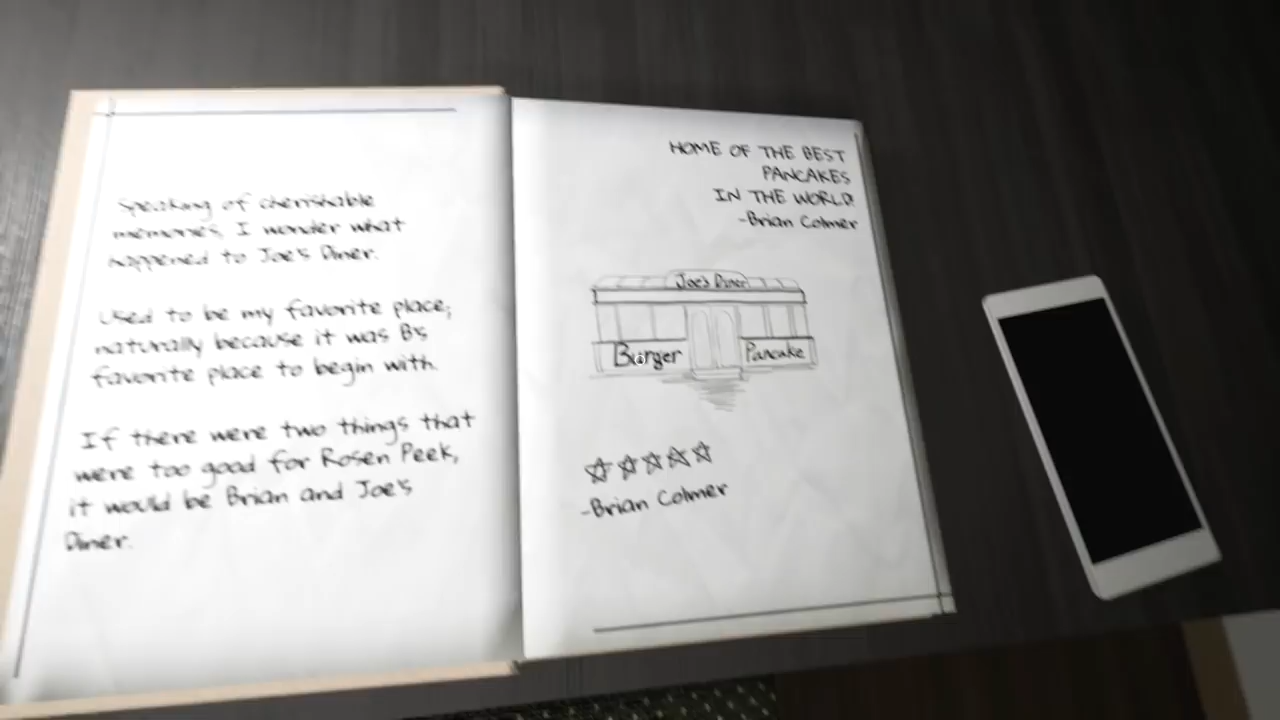 Speaking of cherishable
memories, I wonder what
happened to Joe's Diner.
Used to be my favorite place;
naturally because it was B's
favorite place to begin with.
If there were two things that
were too good for Rosen Peek,
it would be Brian and Joe's
Diner.
HOME OF THE BEST
PANCAKES
IN THE WORLD!
-Brian Colmer
Joe's Diner
Burger Pancake
-Brian Colmer